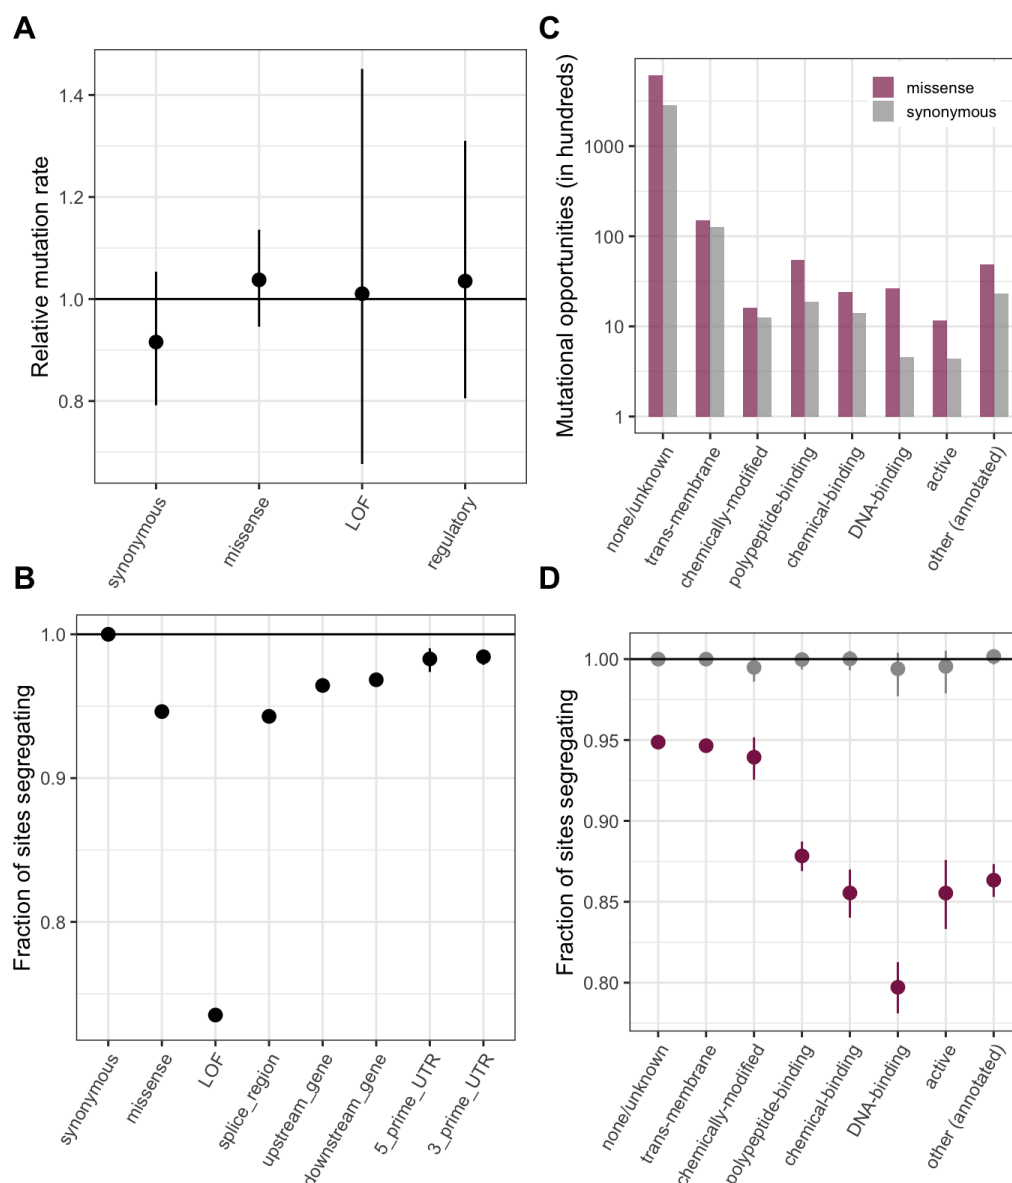 A
Relative mutation rate
1.4
1.2
1.0
0.8
synonymous
missense
LOF
regulatory
B
Fraction of sites segregating
1.0
0.9
0.8
synonymous
missense
LOF
splice_region
upstream_gene
downstream_gene
5_prime_UTR
3_prime_UTR
C
Mutational opportunities (in hundreds)
1000
100
10
1
missense
synonymous
none/unknown
trans-membrane
chemically-modified
polypeptide-binding
chemical-binding
DNA-binding
active
other (annotated)
D
Fraction of sites segregating
1.00
0.95
0.90
0.85
0.80
none/unknown
trans-membrane
chemically-modified
polypeptide-binding
chemical-binding
DNA-binding
active
other (annotated)